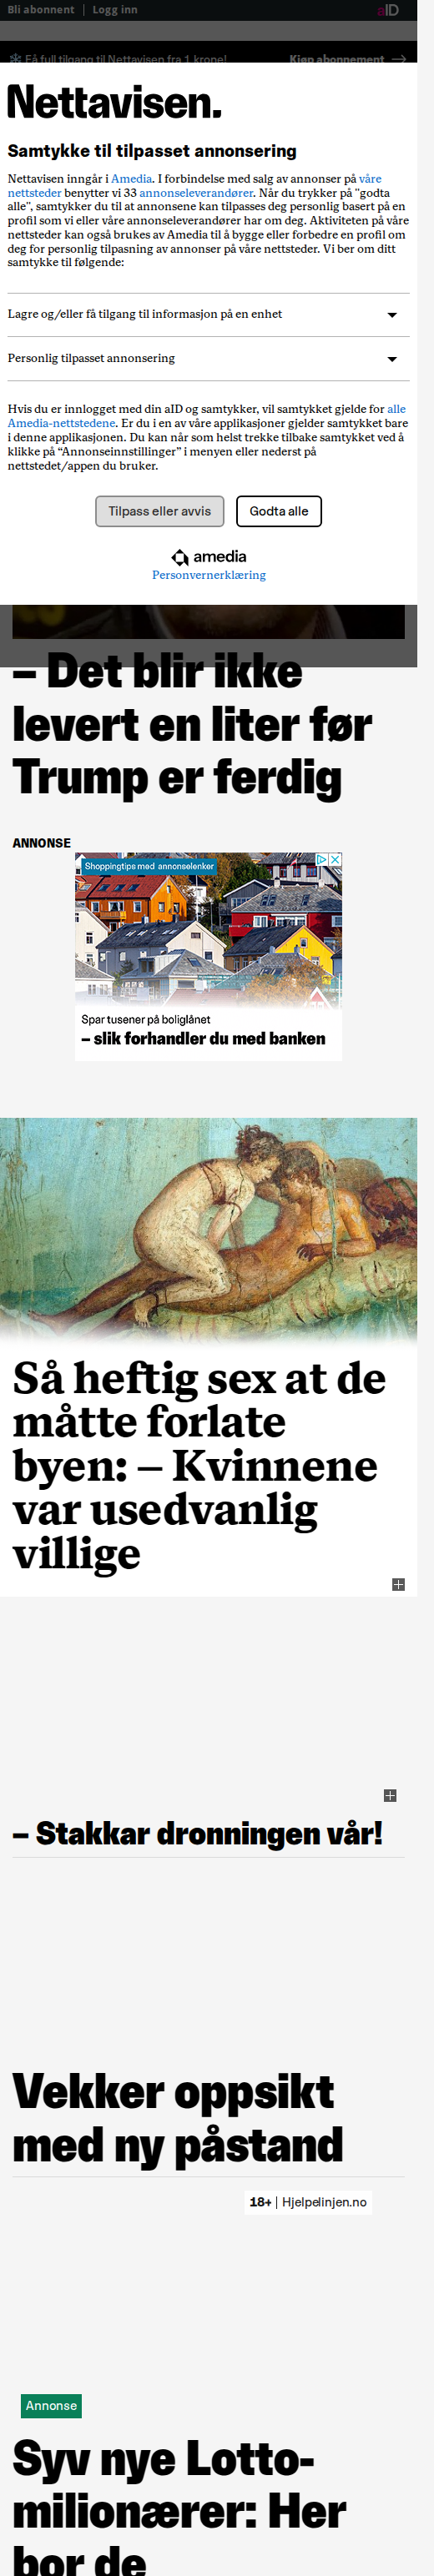 Bli abonnent | Logg inn
aID
Få full tilgang til Nettavisen fra 1 krone!
Kjøp abonnement →
Nettavisen.
Samtykke til tilpasset annonsering
Nettavisen inngår i Amedia. I forbindelse med salg av annonser på våre
nettsteder benytter vi 33 annonseleverandører. Når du trykker på "godta
alle", samtykker du til at annonsene kan tilpasses deg personlig basert på en
profil som vi eller våre annonseleverandører har om deg. Aktiviteten på våre
nettsteder kan også brukes av Amedia til å bygge eller forbedre en profil om
deg for personlig tilpasning av annonser på våre nettsteder. Vi ber om ditt
samtykke til følgende:
Lagre og/eller få tilgang til informasjon på en enhet
Personlig tilpasset annonsering
Hvis du er innlogget med din aID og samtykker, vil samtykket gjelde for alle
Amedia-nettstedene. Er du i en av våre applikasjoner gjelder samtykket bare
i denne applikasjonen. Du kan når som helst trekke tilbake samtykket ved å
klikke på “Annonseinnstillinger” i menyen eller nederst på
nettstedet/appen du bruker.
Tilpass eller avvis
Godta alle
amedia
Personvernerklæring
– Det blir ikke
levert en liter før
Trump er ferdig
ANNONSE
Shoppingtips med annonselenker
Spar tusener på boliglånet
– slik forhandler du med banken
Så heftig sex at de
måtte forlate
byen: – Kvinnene
var usedvanlig
villige
– Stakkar dronningen vår!
Vekker oppsikt
med ny påstand
18+ | Hjelpelinjen.no
Annonse
Syv nye Lotto-
milionærer: Her
bor de